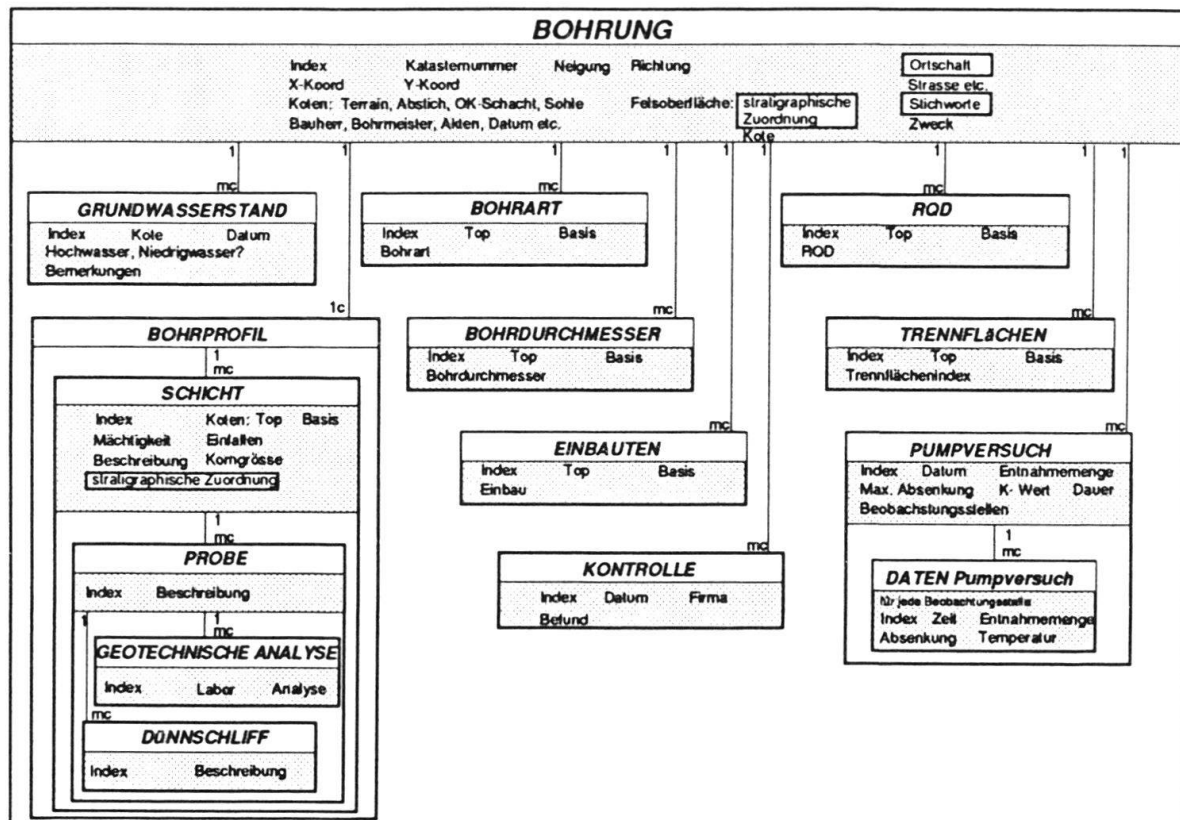 BOHRUNG
Index Katasternummer Neigung Richtung Ortschaft
X-Koord Y-Koord Strasse etc.
Koten: Terrain, Abstich, OK-Schacht, Sohle Felsoberfläche: stratigraphische Stichworte
Zuordnung
Bauherr, Bohrmeister, Akten, Datum etc. Zweck
Kote
1 1 1 1 1 1 1 1 1
mc mc mc
GRUNDWASSERSTAND
Index Kote Datum
Hochwasser, Niedrigwasser?
Bemerkungen
BOHRART
Index Top Basis
Bohrart
RQD
Index Top Basis
RQD
1c
BOHRPROFIL
1
mc
SCHICHT
Index Koten: Top Basis
Mächtigkeit Einfallen
Beschreibung Korngrösse
stratigraphische Zuordnung
1
mc
PROBE
Index Beschreibung
1 1
mc
GEOTECHNISCHE ANALYSE
Index Labor Analyse
mc
DüNNSCHLIFF
Index Beschreibung
mc
BOHRDURCHMESSER
Index Top Basis
Bohrdurchmesser
mc
EINBAUTEN
Index Top Basis
Einbau
mc
KONTROLLE
Index Datum Firma
Befund
mc
TRENNFLäCHEN
Index Top Basis
Trennflächenindex
mc
PUMPVERSUCH
Index Datum Entnahmemenge
Max. Absenkung K- Wert Dauer
Beobachstungsstellen
1
mc
DATEN Pumpversuch
für jede Beobachtungsstelle
Index Zeit Entnahmemenge
Absenkung Temperatur